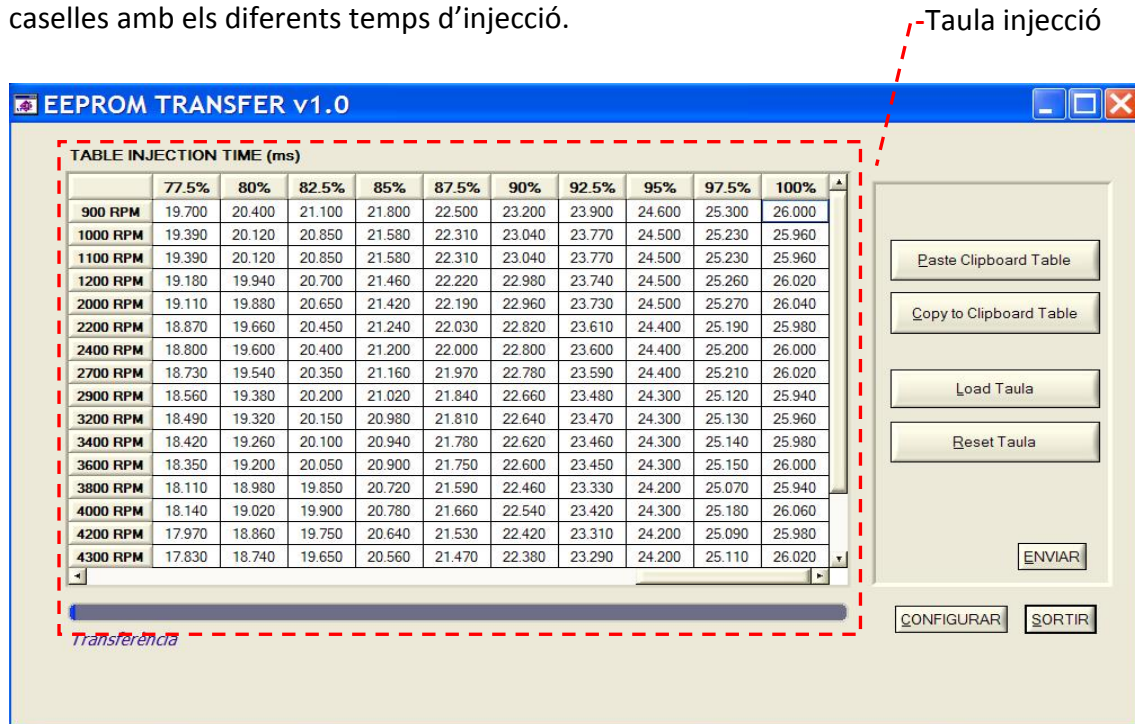 caselles amb els diferents temps d’injecció.
-Taula injecció
EEPROM TRANSFER v1.0
TABLE INJECTION TIME (ms)
77.5% 80% 82.5% 85% 87.5% 90% 92.5% 95% 97.5% 100%
900 RPM 19.700 20.400 21.100 21.800 22.500 23.200 23.900 24.600 25.300 26.000
1000 RPM 19.390 20.120 20.850 21.580 22.310 23.040 23.770 24.500 25.230 25.960
1100 RPM 19.390 20.120 20.850 21.580 22.310 23.040 23.770 24.500 25.230 25.960
1200 RPM 19.180 19.940 20.700 21.460 22.220 22.980 23.740 24.500 25.260 26.020
2000 RPM 19.110 19.880 20.650 21.420 22.190 22.960 23.730 24.500 25.270 26.040
2200 RPM 18.870 19.660 20.450 21.240 22.030 22.820 23.610 24.400 25.190 25.980
2400 RPM 18.800 19.600 20.400 21.200 22.000 22.800 23.600 24.400 25.200 26.000
2700 RPM 18.730 19.540 20.350 21.160 21.970 22.780 23.590 24.400 25.210 26.020
2900 RPM 18.560 19.380 20.200 21.020 21.840 22.660 23.480 24.300 25.120 25.940
3200 RPM 18.490 19.320 20.150 20.980 21.810 22.640 23.470 24.300 25.130 25.960
3400 RPM 18.420 19.260 20.100 20.940 21.780 22.620 23.460 24.300 25.140 25.980
3600 RPM 18.350 19.200 20.050 20.900 21.750 22.600 23.450 24.300 25.150 26.000
3800 RPM 18.110 18.980 19.850 20.720 21.590 22.460 23.330 24.200 25.070 25.940
4000 RPM 18.140 19.020 19.900 20.780 21.660 22.540 23.420 24.300 25.180 26.060
4200 RPM 17.970 18.860 19.750 20.640 21.530 22.420 23.310 24.200 25.090 25.980
4300 RPM 17.830 18.740 19.650 20.560 21.470 22.380 23.290 24.200 25.110 26.020
Paste Clipboard Table
Copy to Clipboard Table
Load Taula
Reset Taula
ENVIAR
CONFIGURAR SORTIR
Transferència